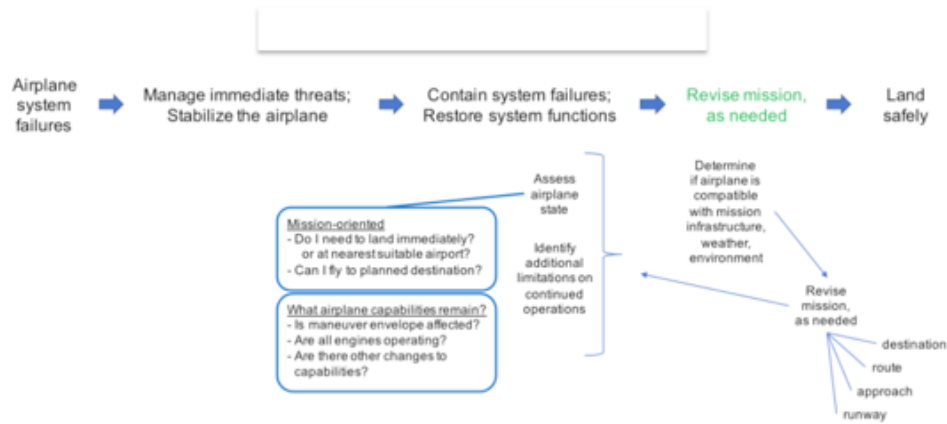 Airplane
system
failures
Manage immediate threats;
Stabilize the airplane
Contain system failures;
Restore system functions
Revise mission,
as needed
Land
safely
Assess
airplane
state
Identify
additional
limitations on
continued
operations
Mission-oriented
- Do I need to land immediately?
or at nearest suitable airport?
- Can I fly to planned destination?
What airplane capabilities remain?
- Is maneuver envelope affected?
- Are all engines operating?
- Are there other changes to
capabilities?
Determine
if airplane is
compatible
with mission
infrastructure,
weather,
environment
Revise
mission,
as needed
destination
route
approach
runway